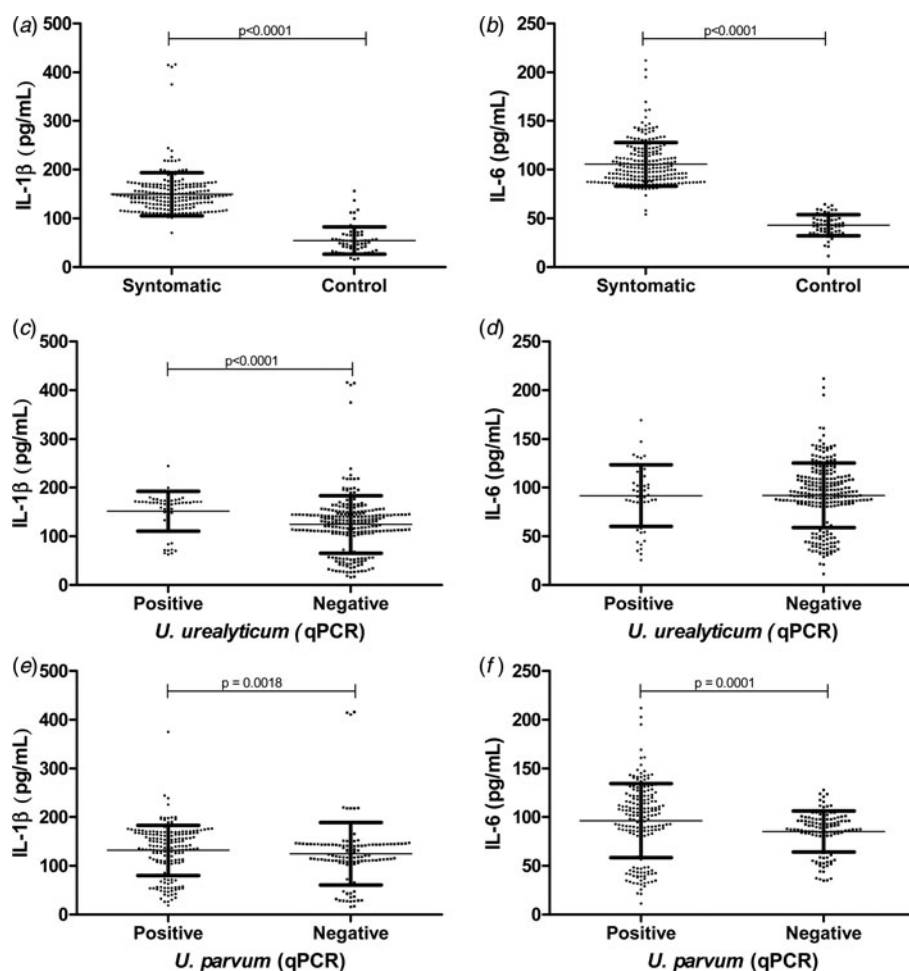 (a)
p<0.0001
IL-1β (pg/mL)
500
400
300
200
100
0
Syntomatic Control
(b)
p<0.0001
IL-6 (pg/mL)
250
200
150
100
50
0
Syntomatic Control
(c)
p<0.0001
IL-1β (pg/mL)
500
400
300
200
100
0
Positive Negative
U. urealyticum (qPCR)
(d)
IL-6 (pg/mL)
250
200
150
100
50
0
Positive Negative
U. urealyticum (qPCR)
(e)
p = 0.0018
IL-1β (pg/mL)
500
400
300
200
100
0
Positive Negative
U. parvum (qPCR)
(f)
p = 0.0001
IL-6 (pg/mL)
250
200
150
100
50
0
Positive Negative
U. parvum (qPCR)